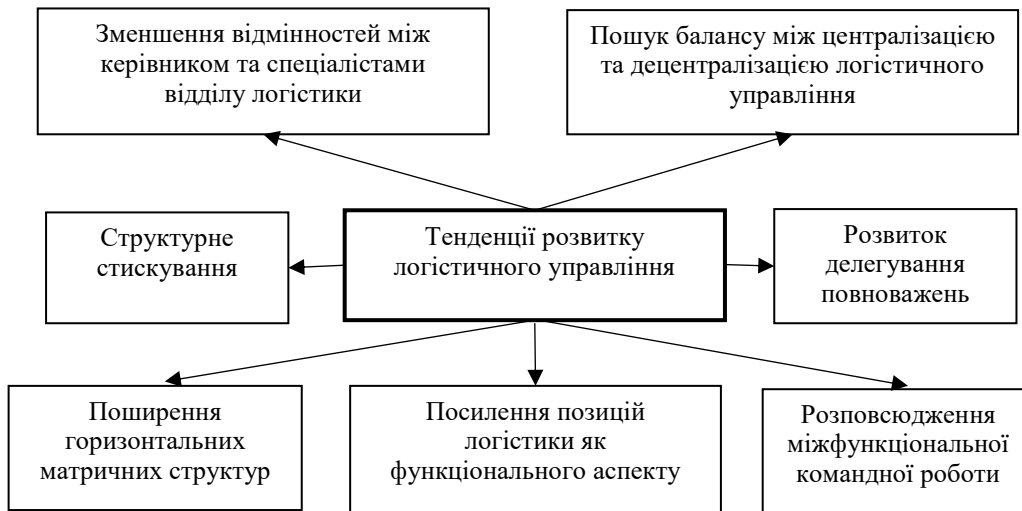 Зменшення відмінностей між
керівником та спеціалістами
відділу логістики
Пошук балансу між централізацією
та децентралізацією логістичного
управління
Структурне
стискування
Тенденції розвитку
логістичного управління
Розвиток
делегування
повноважень
Поширення
горизонтальних
матричних структур
Посилення позицій
логістики як
функціонального аспекту
Розповсюдження
міжфункціональної
командної роботи